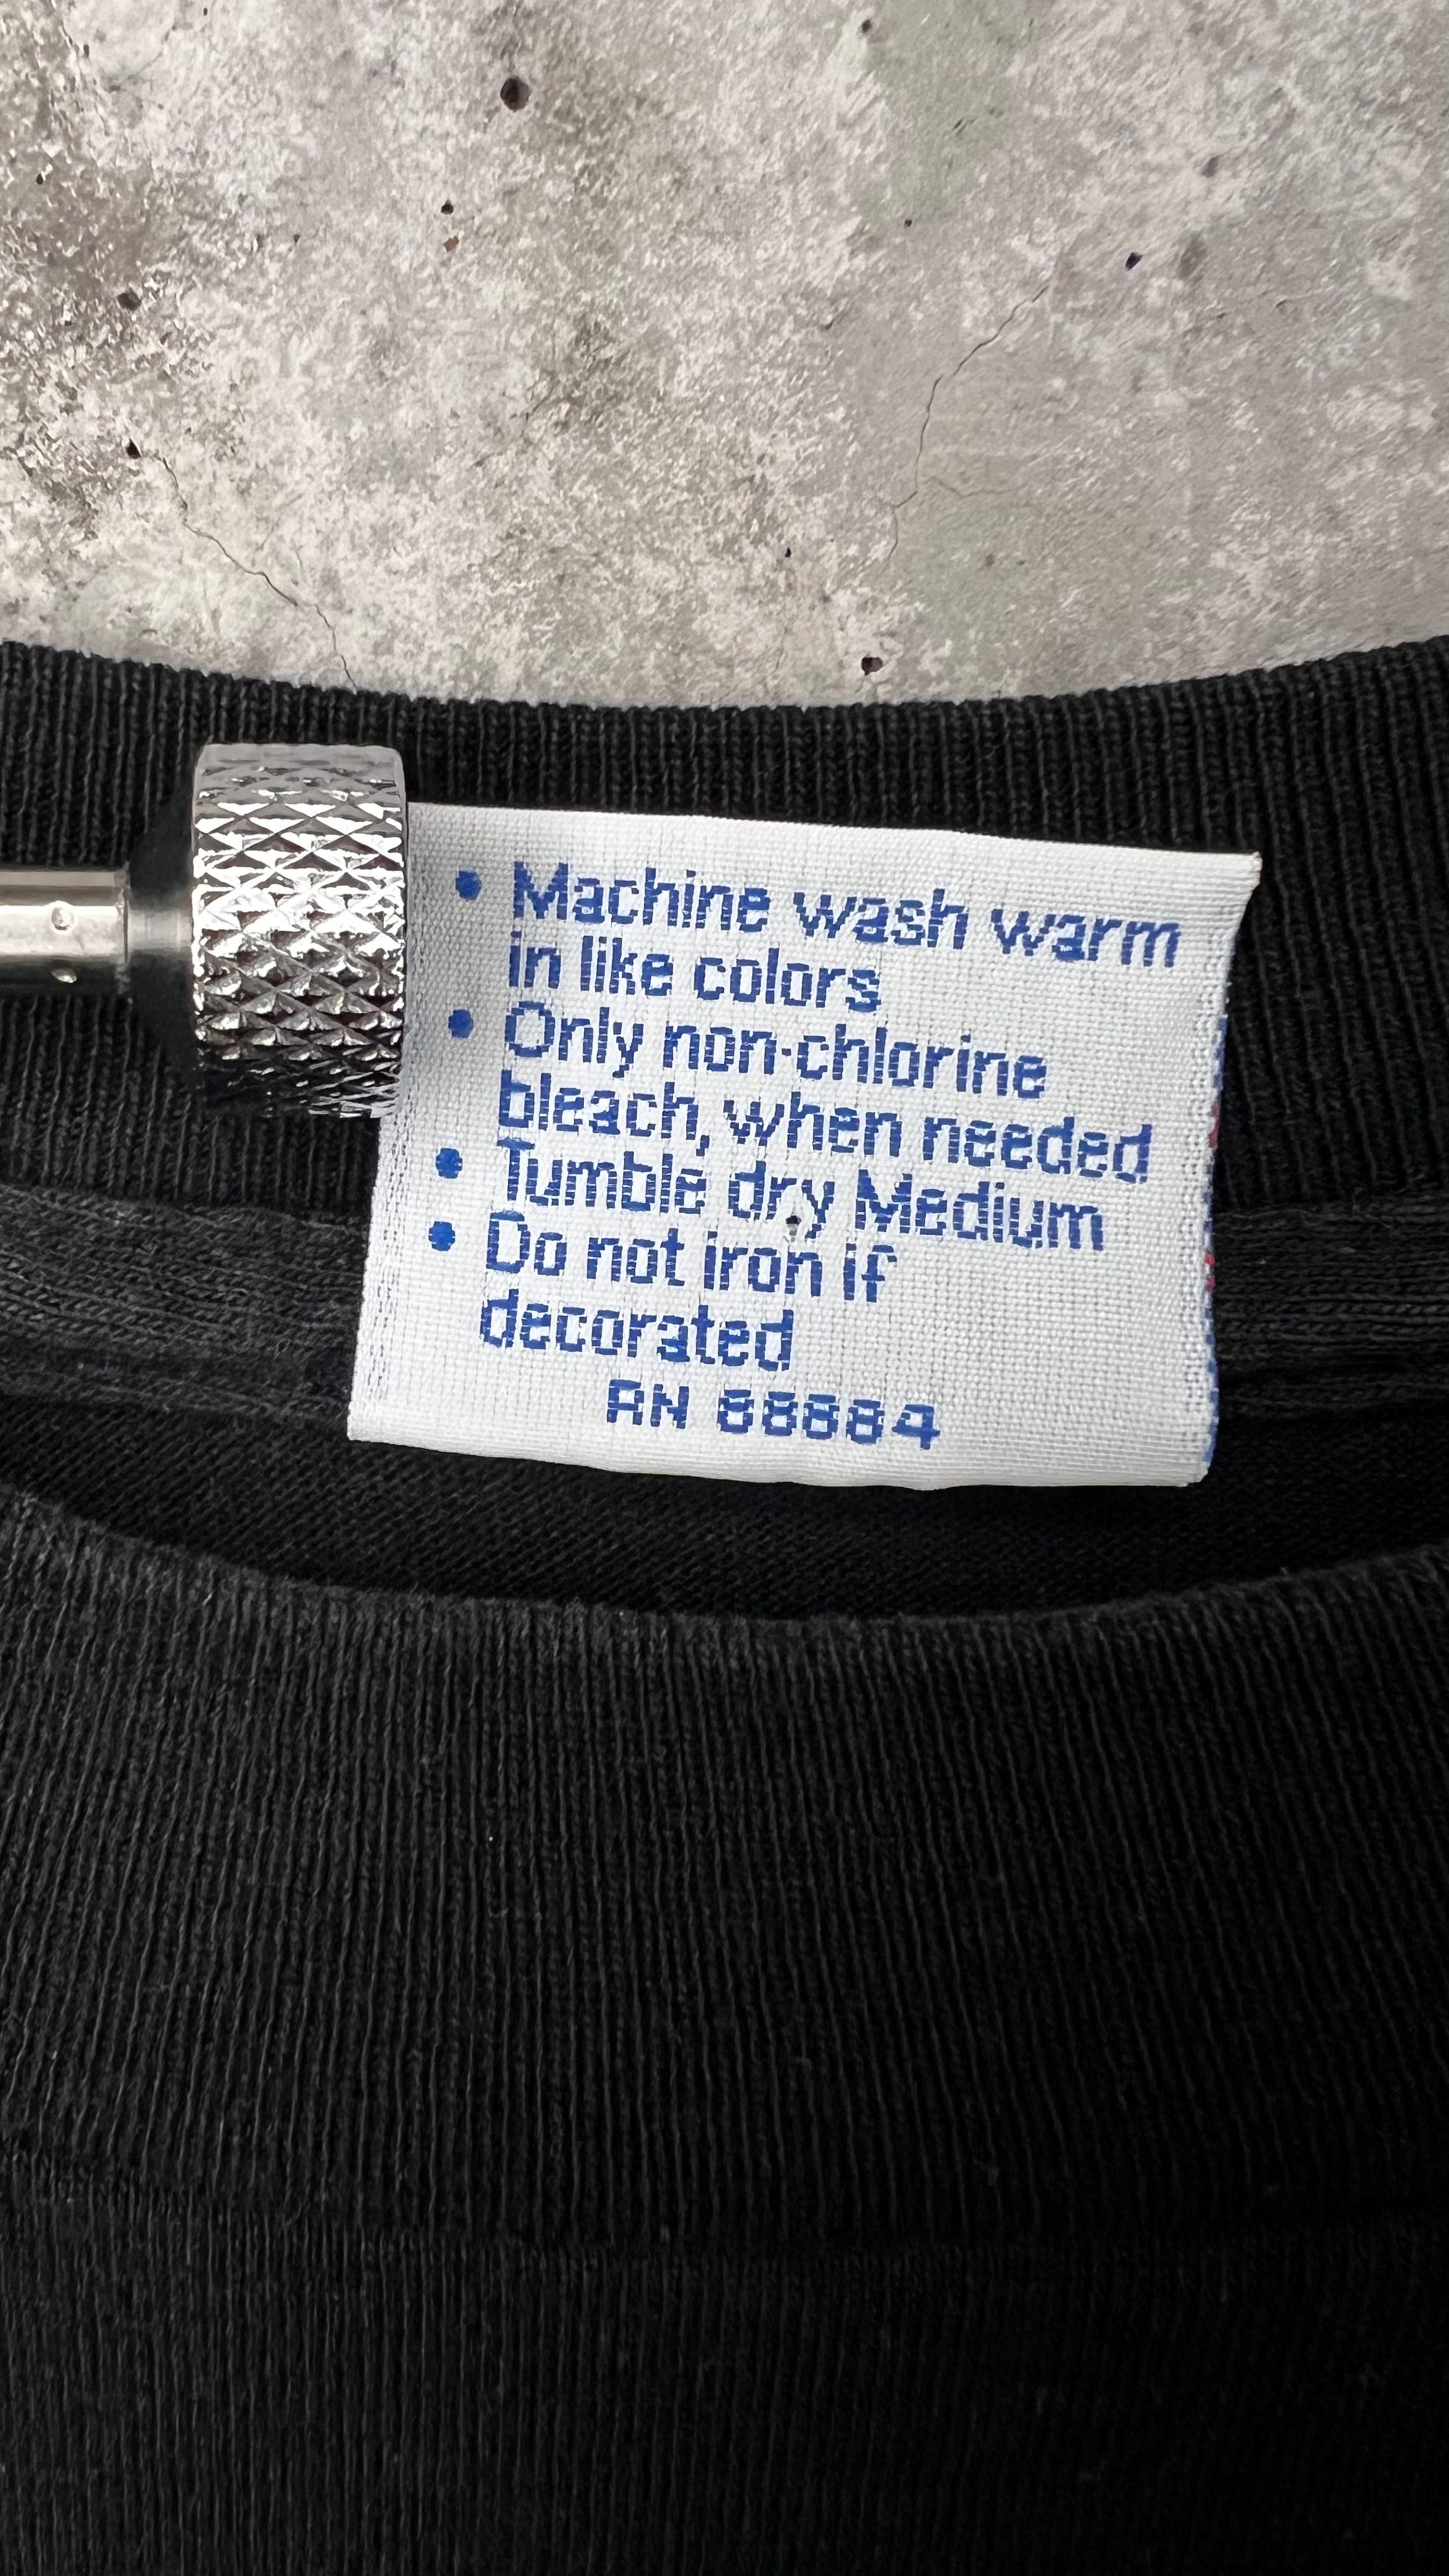 • Machine wash warm
in like colors
• Only non-chlorine
bleach, when needed
• Tumble dry Medium
• Do not iron if
decorated
RN 88884